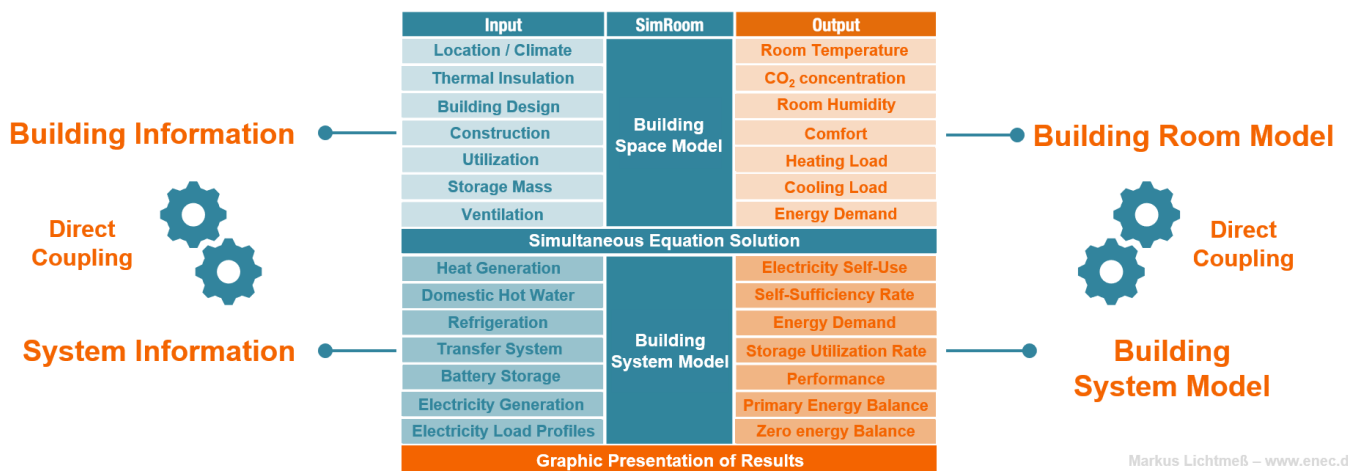 Input
SimRoom
Output
Location / Climate
Room Temperature
Thermal Insulation
CO₂ concentration
Building Design
Room Humidity
Building Information
Construction
Building
Space Model
Comfort
Building Room Model
Utilization
Heating Load
Storage Mass
Cooling Load
Ventilation
Energy Demand
Direct
Coupling
Direct
Coupling
Simultaneous Equation Solution
Heat Generation
Electricity Self-Use
Domestic Hot Water
Self-Sufficiency Rate
Refrigeration
Energy Demand
System Information
Transfer System
Building
System Model
Storage Utilization Rate
Building
System Model
Battery Storage
Performance
Electricity Generation
Primary Energy Balance
Electricity Load Profiles
Zero energy Balance
Graphic Presentation of Results
Markus Lichtmeß – www.enec.d